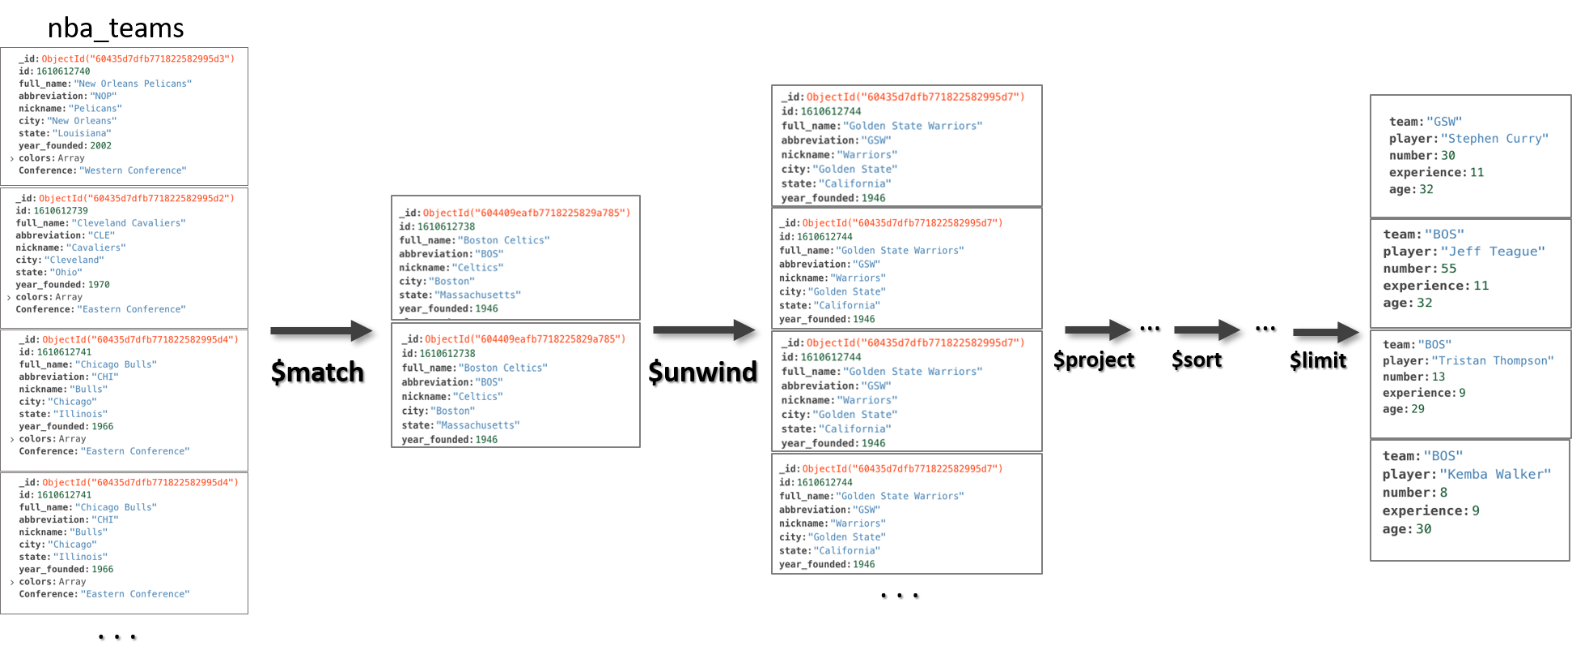 nba_teams
_id: ObjectId("60435d7dfb771822582995d3")
id: 1610612740
full_name: "New Orleans Pelicans"
abbreviation: "NOP"
nickname: "Pelicans"
city: "New Orleans"
state: "Louisiana"
year_founded: 2002
> colors: Array
Conference: "Western Conference"
_id: ObjectId("60435d7dfb771822582995d2")
id: 1610612739
full_name: "Cleveland Cavaliers"
abbreviation: "CLE"
nickname: "Cavaliers"
city: "Cleveland"
state: "Ohio"
year_founded: 1970
> colors: Array
Conference: "Eastern Conference"
_id: ObjectId("60435d7dfb771822582995d4")
id: 1610612741
full_name: "Chicago Bulls"
abbreviation: "CHI"
nickname: "Bulls"
city: "Chicago"
state: "Illinois"
year_founded: 1966
> colors: Array
Conference: "Eastern Conference"
_id: ObjectId("60435d7dfb771822582995d4")
id: 1610612741
full_name: "Chicago Bulls"
abbreviation: "CHI"
nickname: "Bulls"
city: "Chicago"
state: "Illinois"
year_founded: 1966
> colors: Array
Conference: "Eastern Conference"
. . .
$match
_id: ObjectId("604409eafb7718225829a785")
id: 1610612738
full_name: "Boston Celtics"
abbreviation: "BOS"
nickname: "Celtics"
city: "Boston"
state: "Massachusetts"
year_founded: 1946
_id: ObjectId("604409eafb7718225829a785")
id: 1610612738
full_name: "Boston Celtics"
abbreviation: "BOS"
nickname: "Celtics"
city: "Boston"
state: "Massachusetts"
year_founded: 1946
$unwind
_id: ObjectId("60435d7dfb771822582995d7")
id: 1610612744
full_name: "Golden State Warriors"
abbreviation: "GSW"
nickname: "Warriors"
city: "Golden State"
state: "California"
year_founded: 1946
_id: ObjectId("60435d7dfb771822582995d7")
id: 1610612744
full_name: "Golden State Warriors"
abbreviation: "GSW"
nickname: "Warriors"
city: "Golden State"
state: "California"
year_founded: 1946
_id: ObjectId("60435d7dfb771822582995d7")
id: 1610612744
full_name: "Golden State Warriors"
abbreviation: "GSW"
nickname: "Warriors"
city: "Golden State"
state: "California"
year_founded: 1946
_id: ObjectId("60435d7dfb771822582995d7")
id: 1610612744
full_name: "Golden State Warriors"
abbreviation: "GSW"
nickname: "Warriors"
city: "Golden State"
state: "California"
year_founded: 1946
. . .
$project
...
$sort
...
$limit
team: "GSW"
player: "Stephen Curry"
number: 30
experience: 11
age: 32
team: "BOS"
player: "Jeff Teague"
number: 55
experience: 11
age: 32
team: "BOS"
player: "Tristan Thompson"
number: 13
experience: 9
age: 29
team: "BOS"
player: "Kemba Walker"
number: 8
experience: 9
age: 30